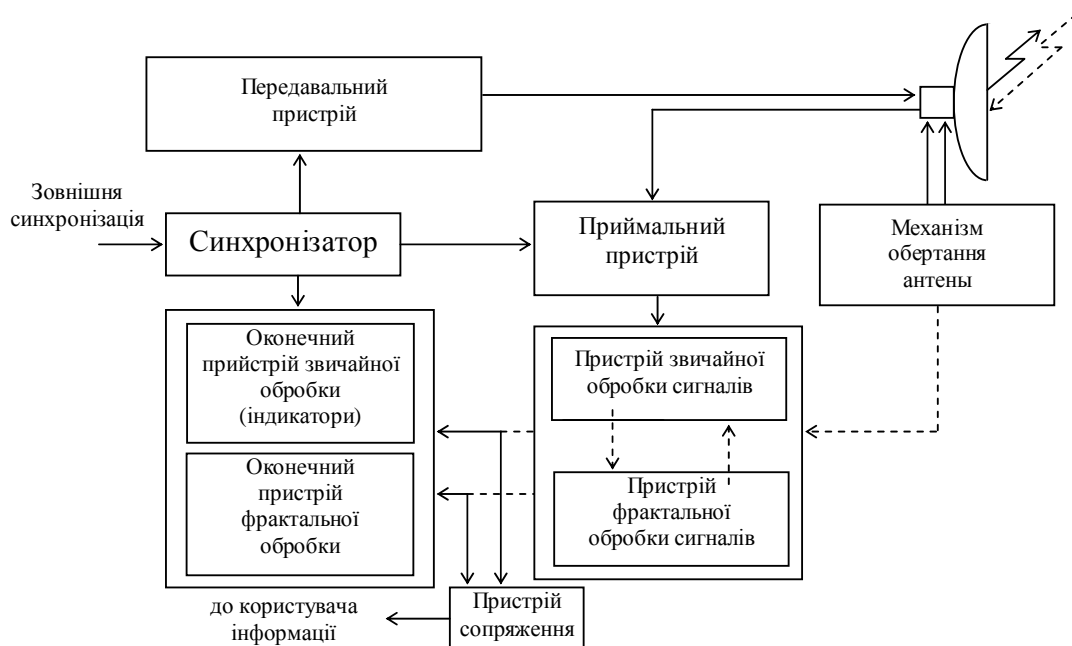 Передавальний
пристрій
Зовнішня
синхронізація
Синхронізатор
Приймальний
пристрій
Механізм
обертання
антены
Оконечний
прийстрій звичайної
обробки
(індикатори)
Пристрій звичайної
обробки сигналів
Оконечний
пристрій
фрактальної
обробки
Пристрій
фрактальної
обробки сигналів
до користувача
інформації
Пристрій
сопряження